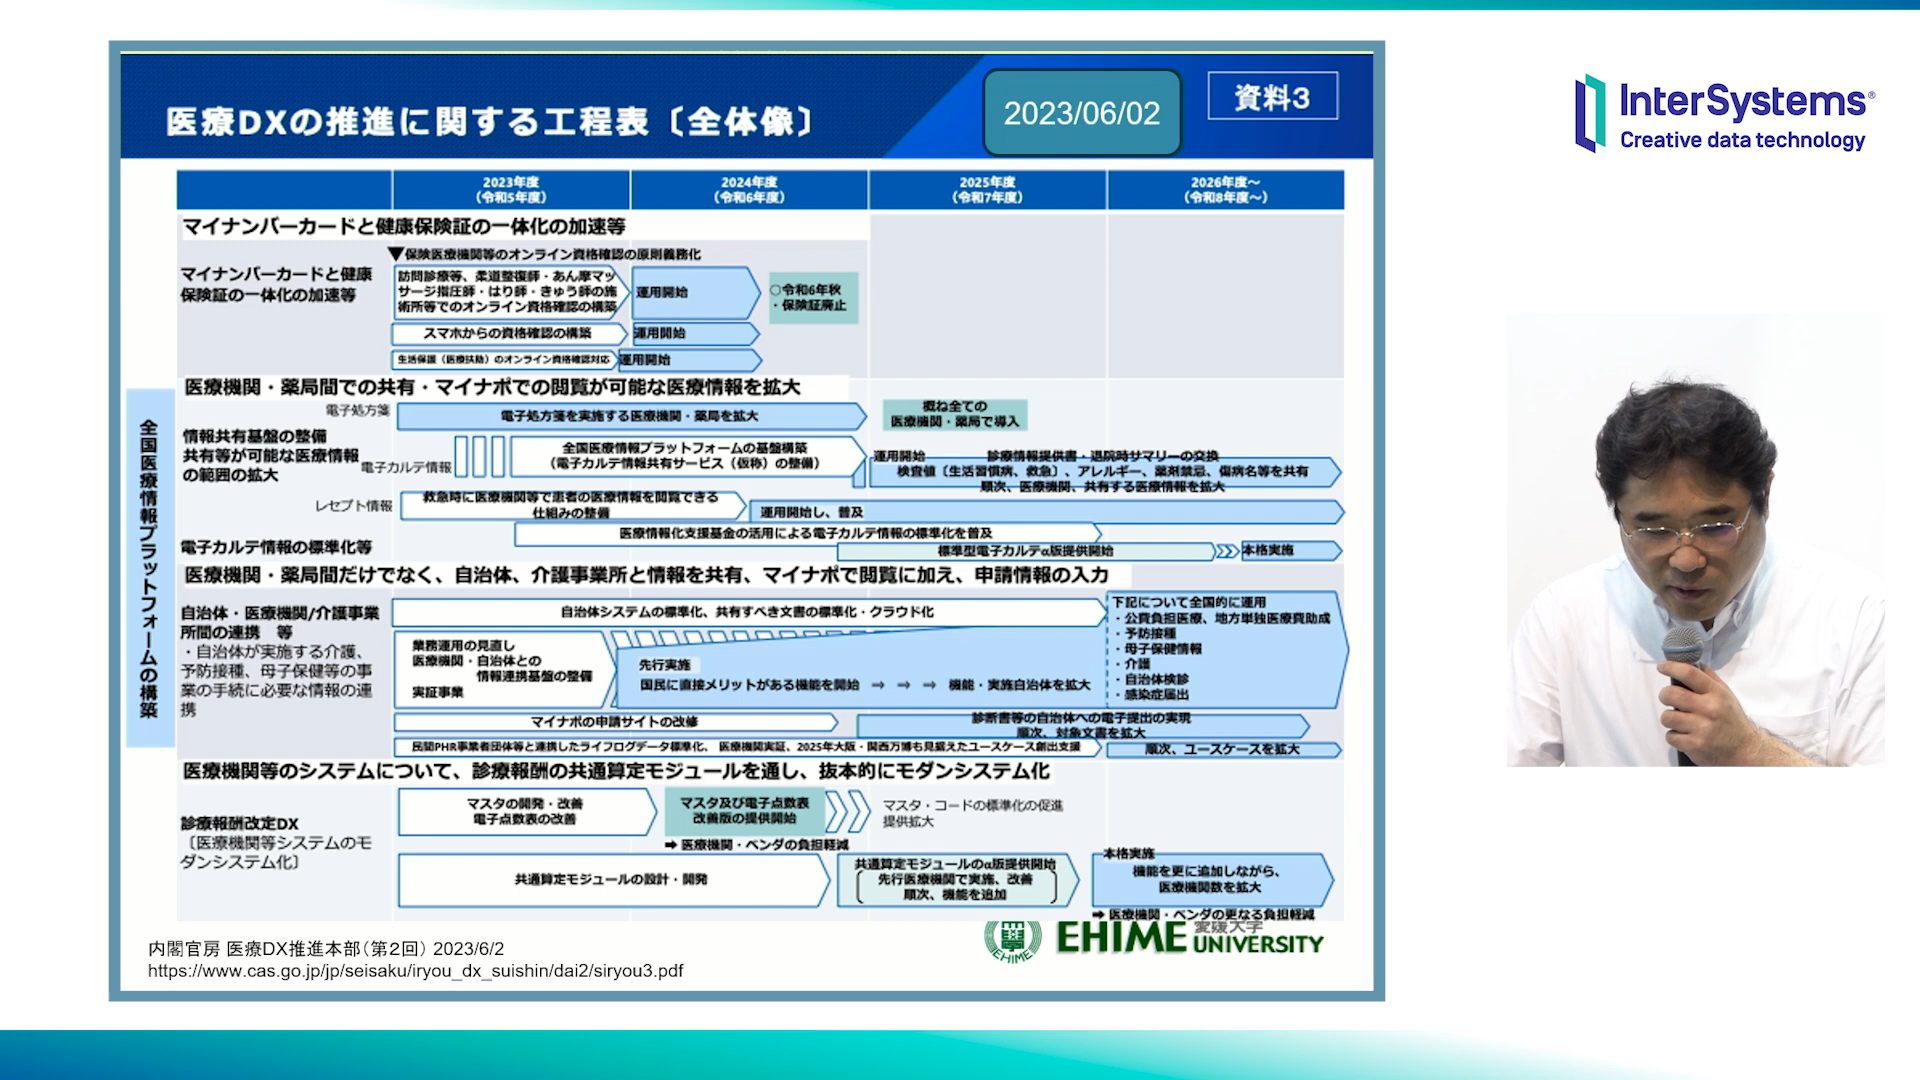 医療DXの推進に関する工程表〔全体像〕
2023/06/02
資料3
InterSystems®
Creative data technology
2023年度
(令和5年度)
2024年度
(令和6年度)
2025年度
(令和7年度)
2026年度～
(令和8年度～)
マイナンバーカードと健康保険証の一体化の加速等
マイナンバーカードと健康
保険証の一体化の加速等
▼保険医療機関等のオンライン資格確認の原則義務化
訪問診療等、柔道整復師・あん摩マッ
サージ指圧師・はり師・きゅう師の施
術所等でのオンライン資格確認の構築
運用開始
○令和6年秋
・保険証廃止
スマホからの資格確認の構築
運用開始
生活保護（医療扶助）のオンライン資格確認対応
運用開始
全国医療情報プラットフォームの構築
医療機関・薬局間での共有・マイナポでの閲覧が可能な医療情報を拡大
情報共有基盤の整備
共有等が可能な医療情報
の範囲の拡大
電子処方箋
電子処方箋を実施する医療機関・薬局を拡大
概ね全ての
医療機関・薬局で導入
電子カルテ情報
全国医療情報プラットフォームの基盤構築
（電子カルテ情報共有サービス（仮称）の整備）
運用開始
診療情報提供書・退院時サマリーの交換
検査値〔生活習慣病、救急〕、アレルギー、薬剤禁忌、傷病名等を共有
順次、医療機関、共有する医療情報を拡大
レセプト情報
救急時に医療機関等で患者の医療情報を閲覧できる
仕組みの整備
運用開始し、普及
電子カルテ情報の標準化等
医療情報化支援基金の活用による電子カルテ情報の標準化を普及
標準型電子カルテα版提供開始
本格実施
医療機関・薬局間だけでなく、自治体、介護事業所と情報を共有、マイナポで閲覧に加え、申請情報の入力
自治体・医療機関/介護事業
所間の連携　等
・自治体が実施する介護、
予防接種、母子保健等の事
業の手続に必要な情報の連
携
自治体システムの標準化、共有すべき文書の標準化・クラウド化
業務運用の見直し
医療機関・自治体との
情報連携基盤の整備
実証事業
先行実施
国民に直接メリットがある機能を開始　⇒　⇒　⇒　機能・実施自治体を拡大
下記について全国的に運用
・公費負担医療、地方単独医療費助成
・予防接種
・母子保健情報
・介護
・自治体検診
・感染症届出
マイナポの申請サイトの改修
診断書等の自治体への電子提出の実現
順次、対象文書を拡大
民間PHR事業者団体等と連携したライフログデータ標準化、医療機関実証、2025年大阪・関西万博も見据えたユースケース創出支援
順次、ユースケースを拡大
医療機関等のシステムについて、診療報酬の共通算定モジュールを通し、抜本的にモダンシステム化
診療報酬改定DX
〔医療機関等システムのモ
ダンシステム化〕
マスタの開発・改善
電子点数表の改善
マスタ及び電子点数表
改善版の提供開始
マスタ・コードの標準化の促進
提供拡大
➡ 医療機関・ベンダの負担軽減
共通算定モジュールの設計・開発
共通算定モジュールのα版提供開始
先行医療機関で実施、改善
順次、機能を追加
本格実施
機能を更に追加しながら、
医療機関数を拡大
➡ 医療機関・ベンダの更なる負担軽減
内閣官房 医療DX推進本部（第2回） 2023/6/2
https://www.cas.go.jp/jp/seisaku/iryou_dx_suishin/dai2/siryou3.pdf
EHIME
愛媛大学
UNIVERSITY
EHIME